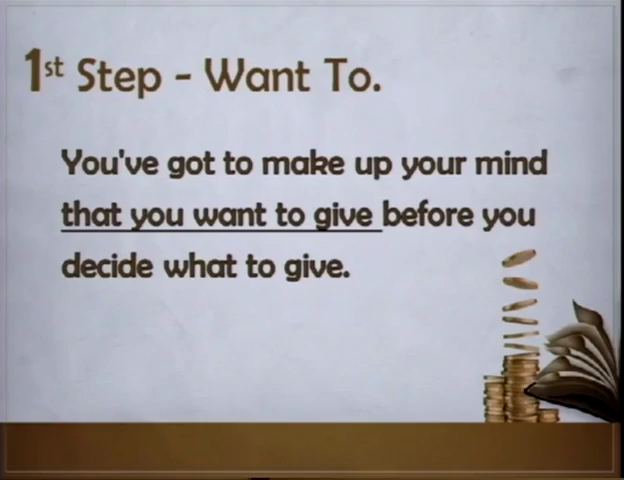 1st Step - Want To.
You've got to make up your mind
that you want to give before you
decide what to give.